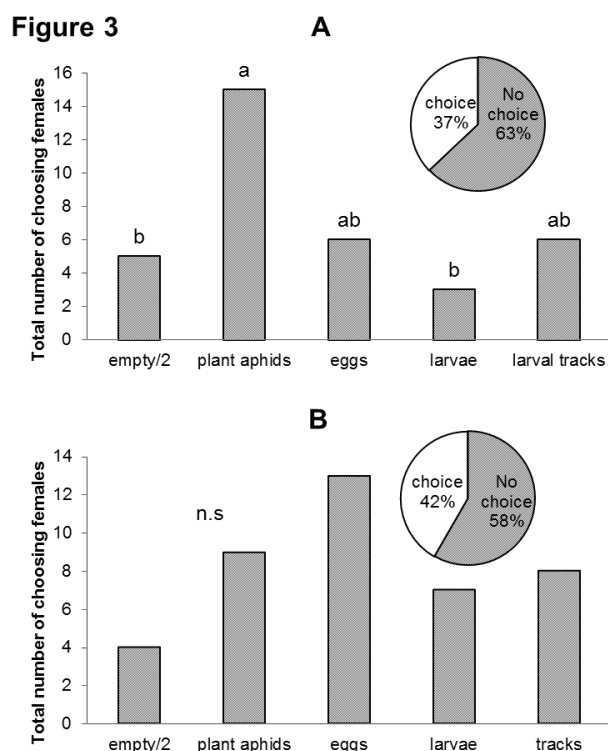 Figure 3
A
Total number of choosing females
16
14
12
10
8
6
4
2
0
b
a
ab
b
ab
choice
37%
No
choice
63%
empty/2 plant aphids eggs larvae larval tracks
B
Total number of choosing females
14
12
10
8
6
4
2
0
n.s
choice
42%
No
choice
58%
empty/2 plant aphids eggs larvae tracks